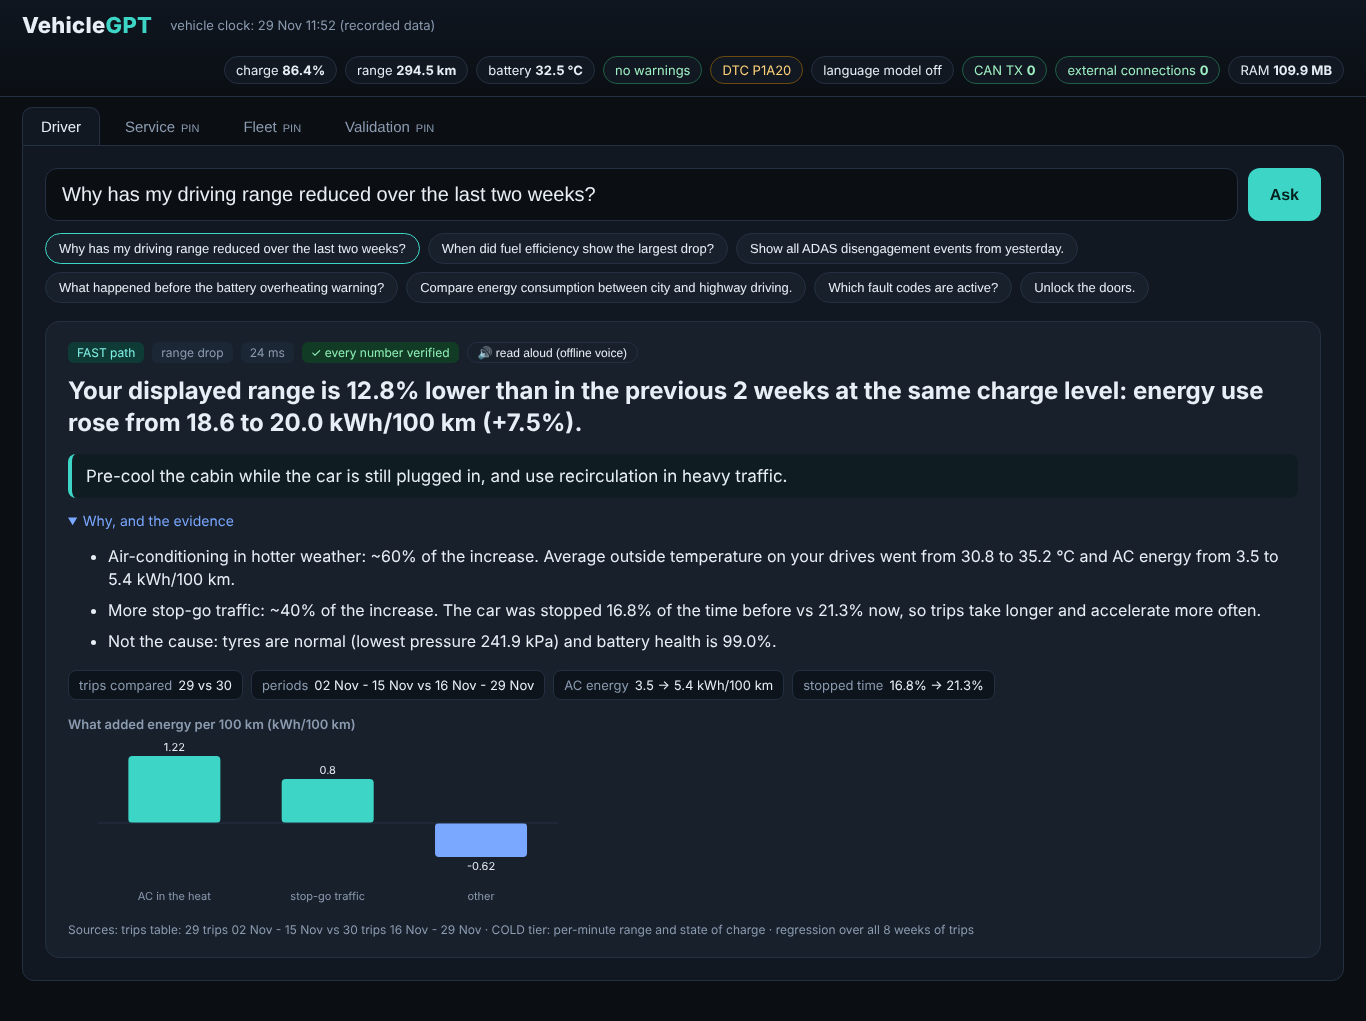 VehicleGPT vehicle clock: 29 Nov 11:52 (recorded data)
charge 86.4% range 294.5 km battery 32.5 °C no warnings DTC P1A20 language model off CAN TX 0 external connections 0 RAM 109.9 MB
Driver Service PIN Fleet PIN Validation PIN
Why has my driving range reduced over the last two weeks? Ask
Why has my driving range reduced over the last two weeks? When did fuel efficiency show the largest drop? Show all ADAS disengagement events from yesterday.
What happened before the battery overheating warning? Compare energy consumption between city and highway driving. Which fault codes are active? Unlock the doors.
FAST path range drop 24 ms ✓ every number verified 🔊 read aloud (offline voice)
Your displayed range is 12.8% lower than in the previous 2 weeks at the same charge level: energy use
rose from 18.6 to 20.0 kWh/100 km (+7.5%).
Pre-cool the cabin while the car is still plugged in, and use recirculation in heavy traffic.
▼ Why, and the evidence
• Air-conditioning in hotter weather: ~60% of the increase. Average outside temperature on your drives went from 30.8 to 35.2 °C and AC energy from 3.5 to
5.4 kWh/100 km.
• More stop-go traffic: ~40% of the increase. The car was stopped 16.8% of the time before vs 21.3% now, so trips take longer and accelerate more often.
• Not the cause: tyres are normal (lowest pressure 241.9 kPa) and battery health is 99.0%.
trips compared 29 vs 30 periods 02 Nov - 15 Nov vs 16 Nov - 29 Nov AC energy 3.5 → 5.4 kWh/100 km stopped time 16.8% → 21.3%
What added energy per 100 km (kWh/100 km)
1.22
0.8
-0.62
AC in the heat stop-go traffic other
Sources: trips table: 29 trips 02 Nov - 15 Nov vs 30 trips 16 Nov - 29 Nov · COLD tier: per-minute range and state of charge · regression over all 8 weeks of trips